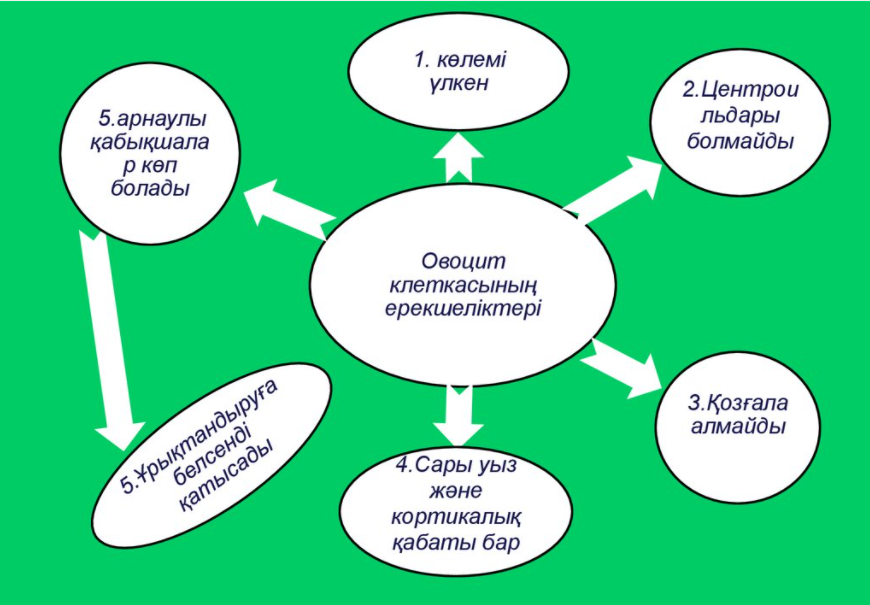 1. көлемі
үлкен
2.Центрои
льдары
болмайды
5.арнаулы
қабықшала
р көп
болады
Овоцит
клеткасының
ерекшеліктері
3.Қозғала
алмайды
4.Сары уыз
және
кортикалық
қабаты бар
5.Ұрықтандыруға
белсенді
қатысады